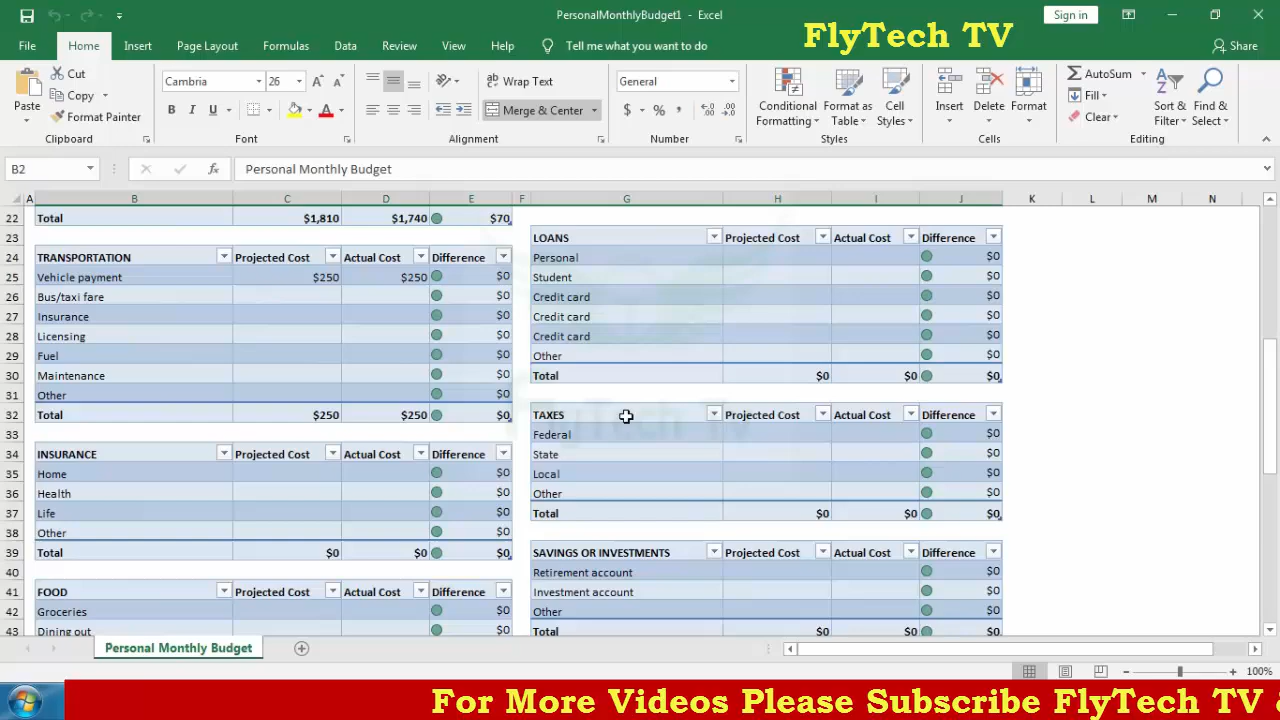 PersonalMonthlyBudget1 - Excel
Sign in
FlyTech TV
File Home Insert Page Layout Formulas Data Review View Help Tell me what you want to do Share
Paste Cut Copy Format Painter
Cambria 26 A A
B I U A
Wrap Text
Merge & Center
General
$ % ,
Conditional Formatting Format as Table Cell Styles
Insert Delete Format
AutoSum Fill Clear
Sort & Filter Find & Select
Clipboard Font Alignment Number Styles Cells Editing
B2 fx Personal Monthly Budget
A B C D E F G H I J K L M N
22 Total $1,810 $1,740 $70
23 LOANS Projected Cost Actual Cost Difference
24 TRANSPORTATION Projected Cost Actual Cost Difference Personal $0
25 Vehicle payment $250 $250 $0 Student $0
26 Bus/taxi fare $0 Credit card $0
27 Insurance $0 Credit card $0
28 Licensing $0 Credit card $0
29 Fuel $0 Other $0
30 Maintenance $0 Total $0 $0 $0
31 Other $0
32 Total $250 $250 $0 TAXES Projected Cost Actual Cost Difference
33 Federal $0
34 INSURANCE Projected Cost Actual Cost Difference State $0
35 Home $0 Local $0
36 Health $0 Other $0
37 Life $0 Total $0 $0 $0
38 Other $0
39 Total $0 $0 $0 SAVINGS OR INVESTMENTS Projected Cost Actual Cost Difference
40 Retirement account $0
41 FOOD Projected Cost Actual Cost Difference Investment account $0
42 Groceries $0 Other $0
43 Dining out $0 Total $0 $0 $0
FlyTech Tv
Personal Monthly Budget
100%
For More Videos Please Subscribe FlyTech TV &